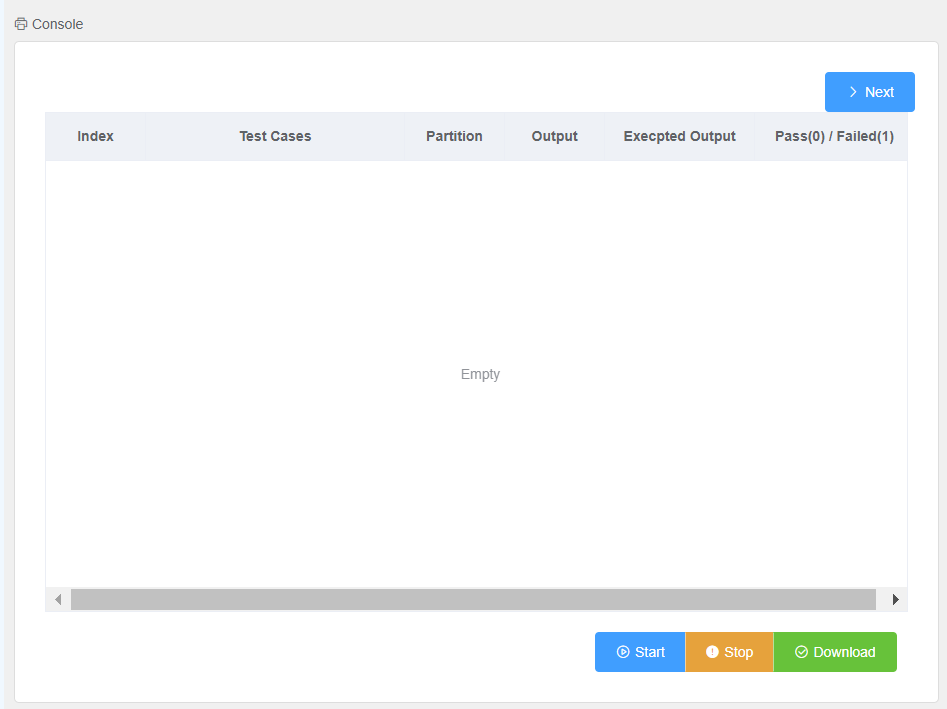 Console
Next
Index Test Cases Partition Output Execpted Output Pass(0) / Failed(1)
Empty
Start Stop Download